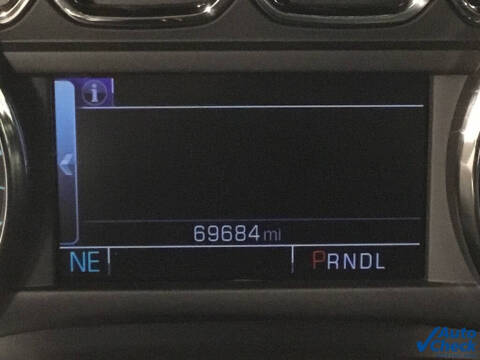 i
69684 mi
NE PRNDL
Auto
Check